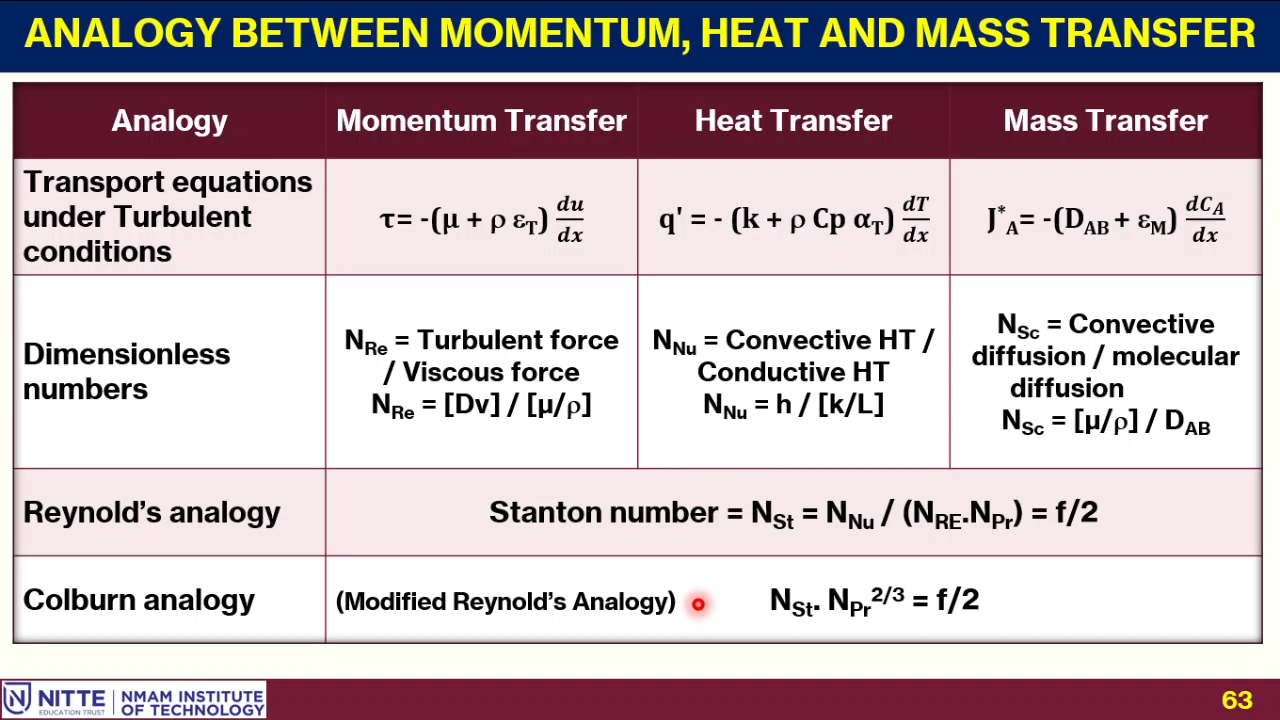 ANALOGY BETWEEN MOMENTUM, HEAT AND MASS TRANSFER
Analogy
Momentum Transfer
Heat Transfer
Mass Transfer
Transport equations
under Turbulent
conditions
τ= -(μ + ρ ε_T) du/dx
q' = - (k + ρ Cp α_T) dT/dx
J*_A= -(D_AB + ε_M) dC_A/dx
Dimensionless
numbers
N_Re = Turbulent force
/ Viscous force
N_Re = [Dv] / [μ/ρ]
N_Nu = Convective HT /
Conductive HT
N_Nu = h / [k/L]
N_Sc = Convective
diffusion / molecular
diffusion
N_Sc = [μ/ρ] / D_AB
Reynold’s analogy
Stanton number = N_St = N_Nu / (N_RE.N_Pr) = f/2
Colburn analogy
(Modified Reynold’s Analogy)
N_St. N_Pr^2/3 = f/2
NITTE
EDUCATION TRUST
NMAM INSTITUTE
OF TECHNOLOGY
63